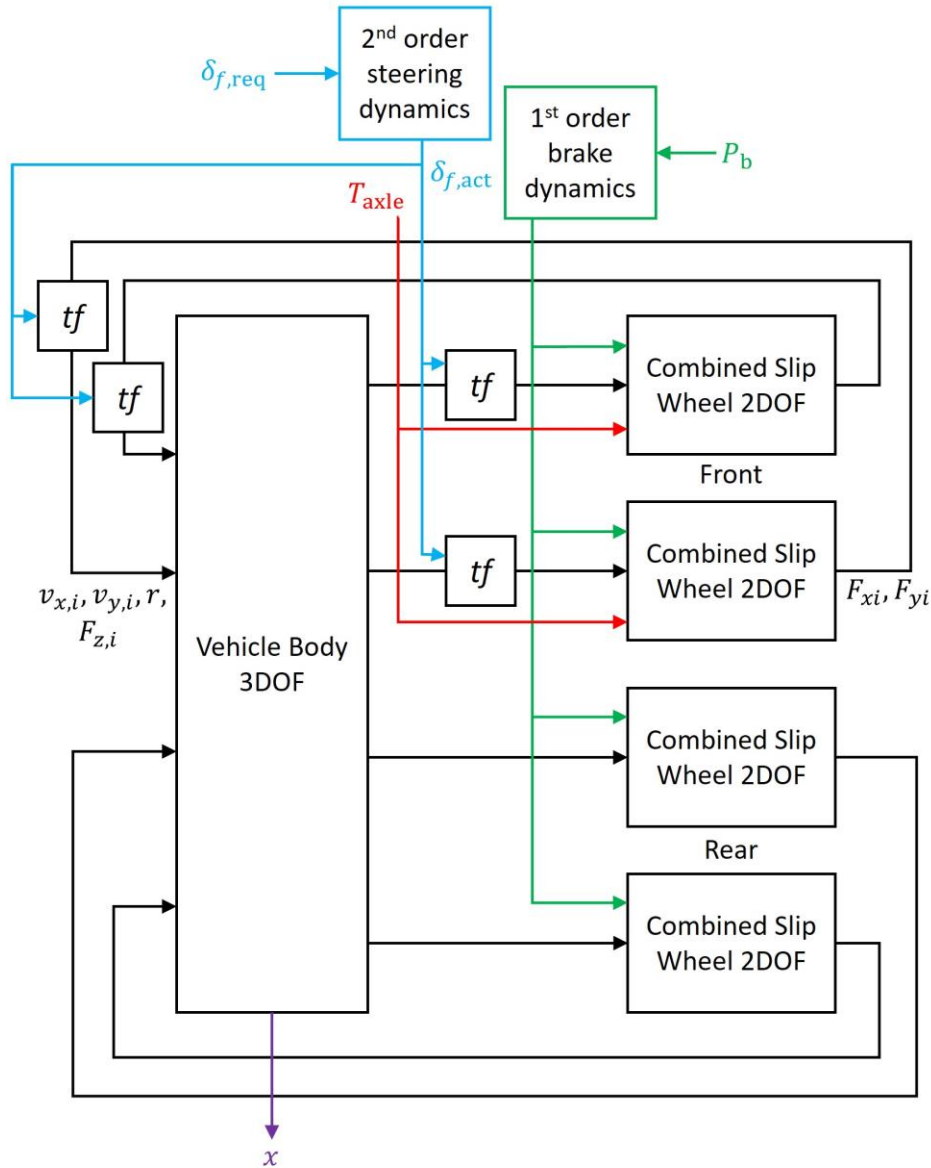 2nd order
steering
dynamics
δf,req
1st order
brake
dynamics
Pb
δf,act
Taxle
tf
tf
tf
Combined Slip
Wheel 2DOF
Front
tf
Combined Slip
Wheel 2DOF
vx,i, vy,i, r,
Fz,i
Fxi, Fyi
Vehicle Body
3DOF
Combined Slip
Wheel 2DOF
Rear
Combined Slip
Wheel 2DOF
x